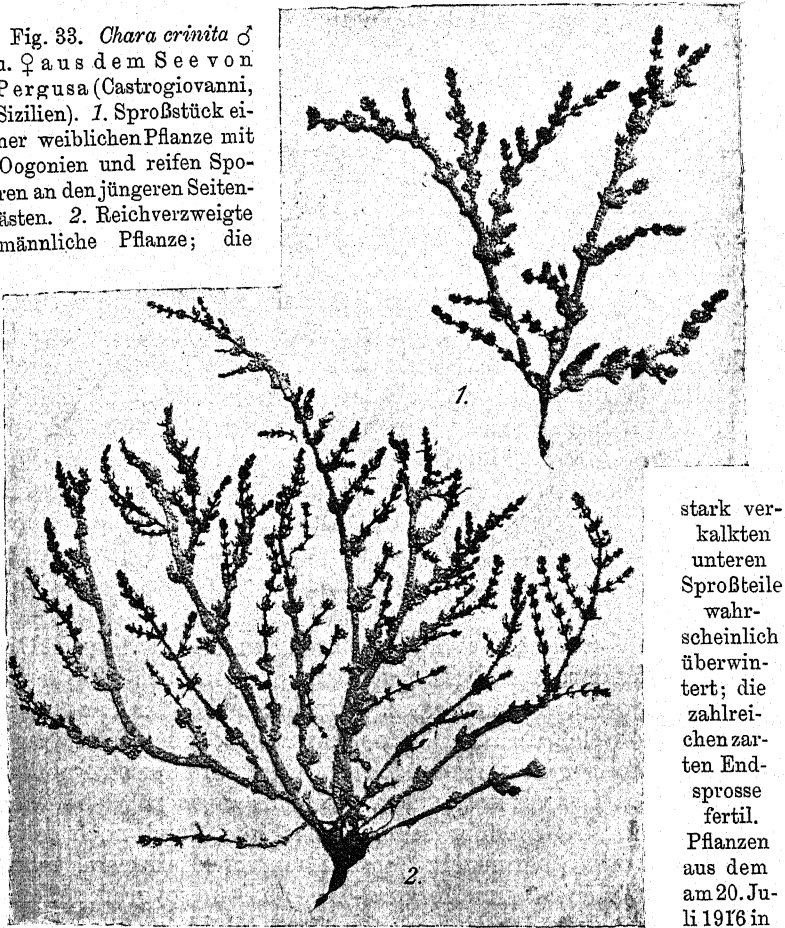 Fig. 33. Chara crinita ♂
u. ♀ aus dem See von
Pergusa (Castrogiovanni,
Sizilien). 1. Sproßstück ei-
ner weiblichen Pflanze mit
Oogonien und reifen Spo-
ren an den jüngeren Seiten-
ästen. 2. Reichverzweigte
männliche Pflanze; die
1.
2.
stark ver-
kalkten
unteren
Sproßteile
wahr-
scheinlich
überwin-
tert; die
zahlrei-
chen zar-
ten End-
sprosse
fertil.
Pflanzen
aus dem
am 20. Ju-
li 1916 in